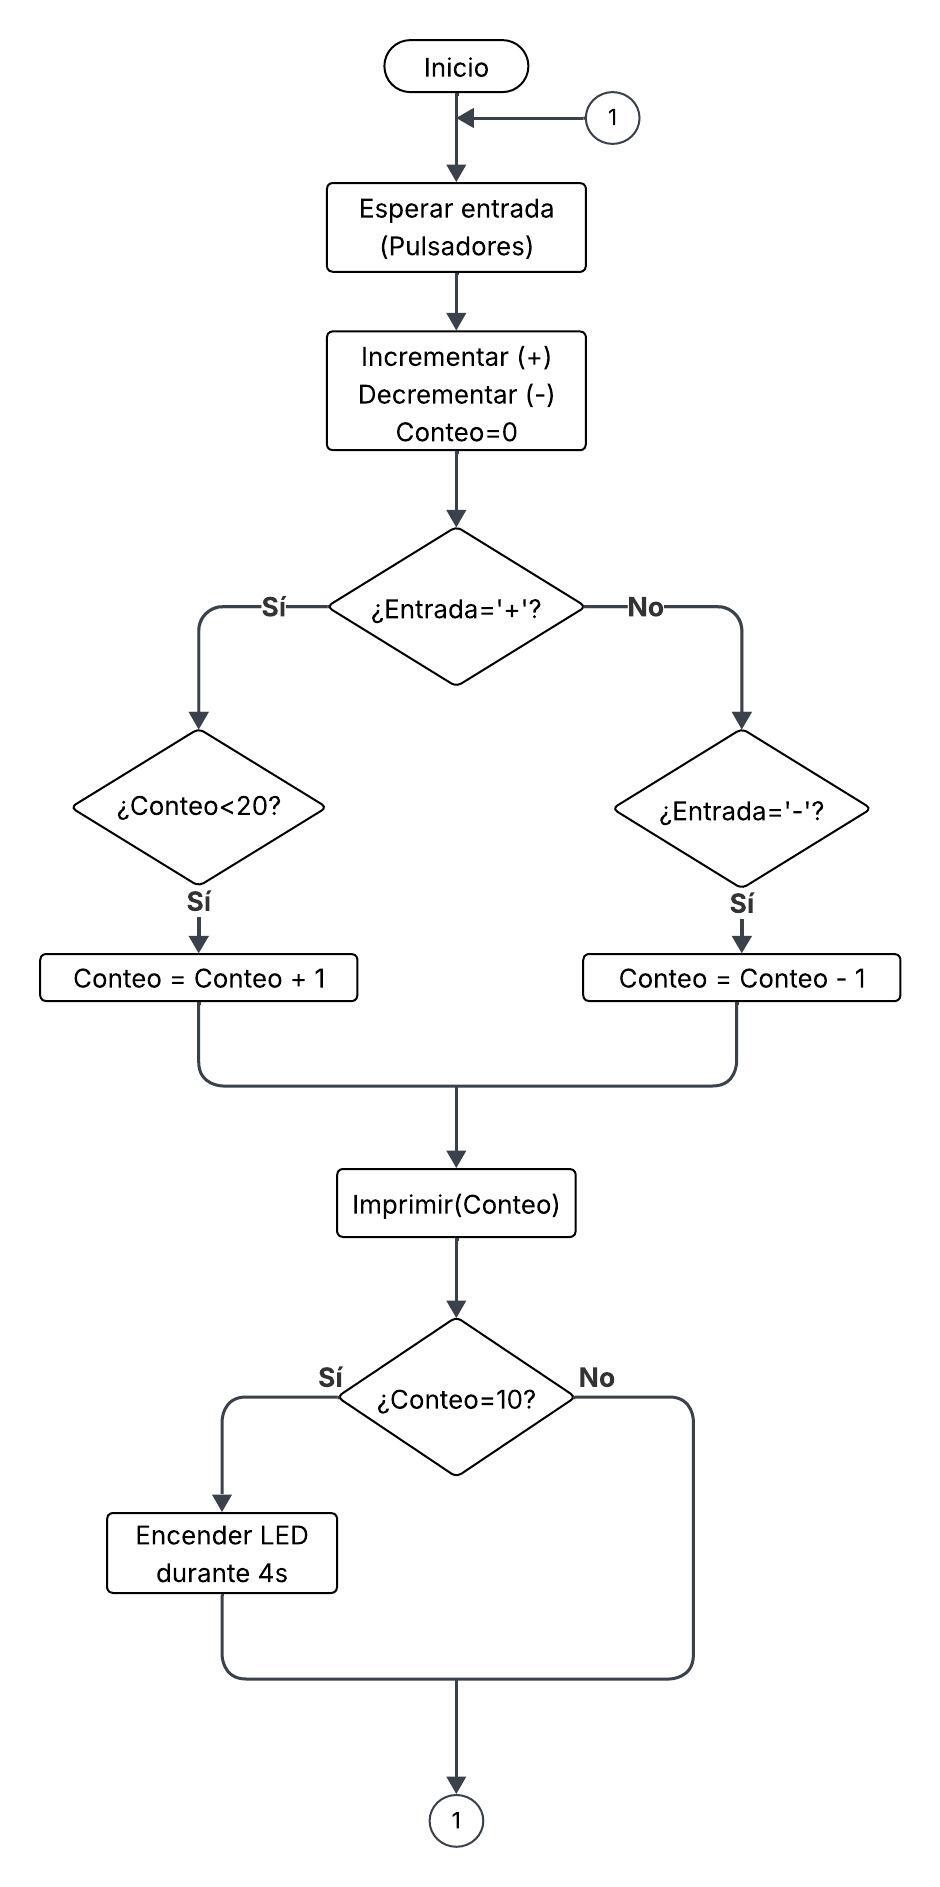 Inicio
1
Esperar entrada
(Pulsadores)
Incrementar (+)
Decrementar (-)
Conteo=0
¿Entrada='+'?
Sí
No
¿Conteo<20?
¿Entrada='-'?
Sí
Sí
Conteo = Conteo + 1
Conteo = Conteo - 1
Imprimir(Conteo)
¿Conteo=10?
Sí
No
Encender LED
durante 4s
1